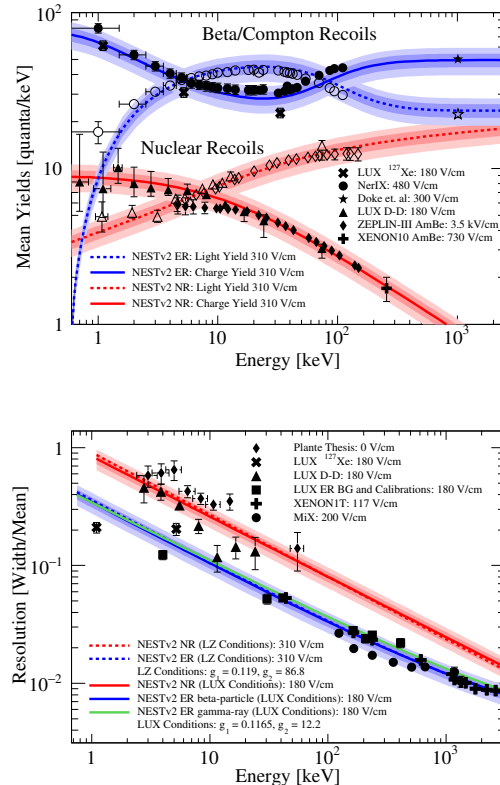 10²
Beta/Compton Recoils
Mean Yields [quanta/keV]
10
Nuclear Recoils
LUX ¹²⁷Xe: 180 V/cm
NerIX: 480 V/cm
Doke et. al: 300 V/cm
LUX D-D: 180 V/cm
ZEPLIN-III AmBe: 3.5 kV/cm
XENON10 AmBe: 730 V/cm
NESTv2 ER: Light Yield 310 V/cm
NESTv2 ER: Charge Yield 310 V/cm
NESTv2 NR: Light Yield 310 V/cm
NESTv2 NR: Charge Yield 310 V/cm
1
1 10 10² 10³
Energy [keV]
Resolution [Width/Mean]
1
Plante Thesis: 0 V/cm
LUX ¹²⁷Xe: 180 V/cm
LUX D-D: 180 V/cm
LUX ER BG and Calibrations: 180 V/cm
XENON1T: 117 V/cm
MiX: 200 V/cm
10⁻¹
NESTv2 NR (LZ Conditions): 310 V/cm
NESTv2 ER (LZ Conditions): 310 V/cm
LZ Conditions: g₁ = 0.119, g₂ = 86.8
NESTv2 NR (LUX Conditions): 180 V/cm
NESTv2 ER beta-particle (LUX Conditions): 180 V/cm
NESTv2 ER gamma-ray (LUX Conditions): 180 V/cm
LUX Conditions: g₁ = 0.1165, g₂ = 12.2
10⁻²
1 10 10² 10³
Energy [keV]